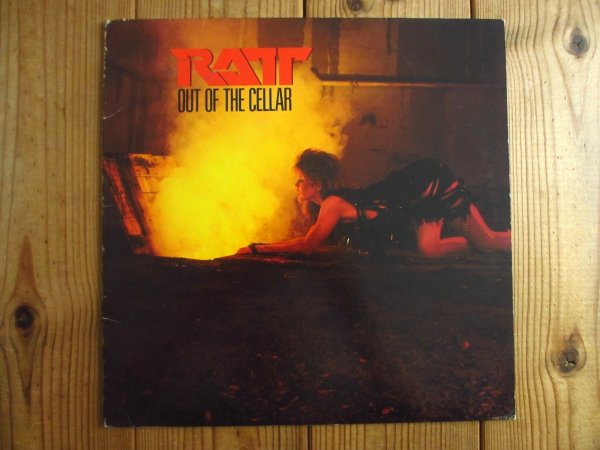 RATT
OUT OF THE CELLAR